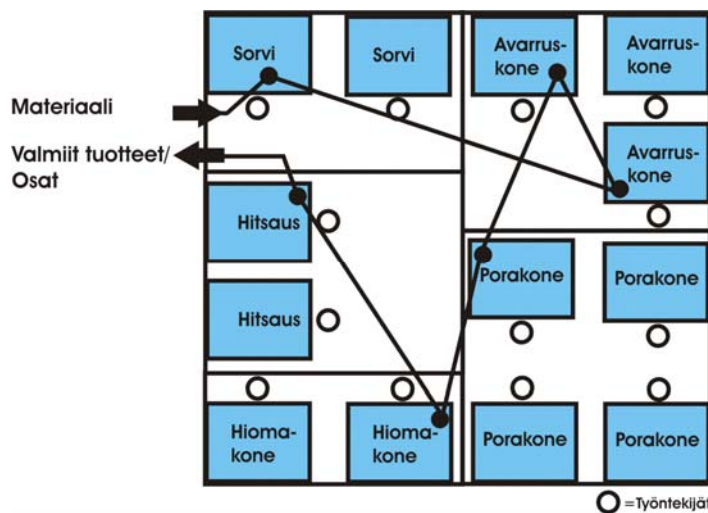 Sorvi
Sorvi
Avarrus-
kone
Avarrus-
kone
Materiaali
Valmiit tuotteet/
Osat
Avarrus-
kone
Hitsaus
Hitsaus
Porakone
Porakone
Hioma-
kone
Hioma-
kone
Porakone
Porakone
=Työntekijät